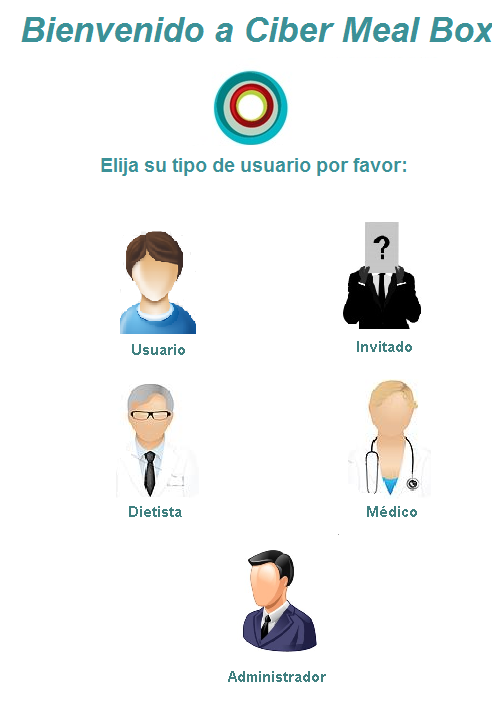 Bienvenido a Ciber Meal Box
Elija su tipo de usuario por favor:
?
Usuario
Invitado
Dietista
Médico
Administrador